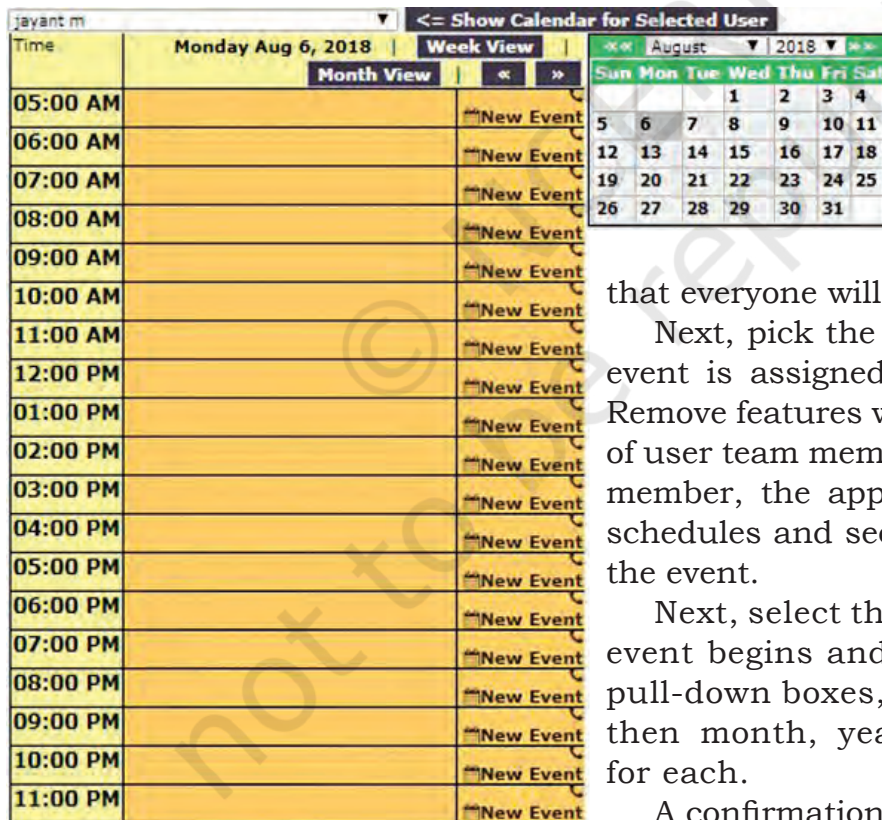 jayant m ▼ <= Show Calendar for Selected User
Time Monday Aug 6, 2018 | Week View |
Month View | « »
«« August ▼ 2018 ▼ »»
Sun Mon Tue Wed Thu Fri Sat
1 2 3 4
5 6 7 8 9 10 11
12 13 14 15 16 17 18
19 20 21 22 23 24 25
26 27 28 29 30 31
05:00 AM New Event
06:00 AM New Event
07:00 AM New Event
08:00 AM New Event
09:00 AM New Event
10:00 AM New Event
11:00 AM New Event
12:00 PM New Event
01:00 PM New Event
02:00 PM New Event
03:00 PM New Event
04:00 PM New Event
05:00 PM New Event
06:00 PM New Event
07:00 PM New Event
08:00 PM New Event
09:00 PM New Event
10:00 PM New Event
11:00 PM New Event
that everyone will
Next, pick the
event is assigned
Remove features
of user team mem
member, the app
schedules and
the event.
Next, select
event begins and
pull-down boxes,
then month,
for each.
A confirmation
©
not to be